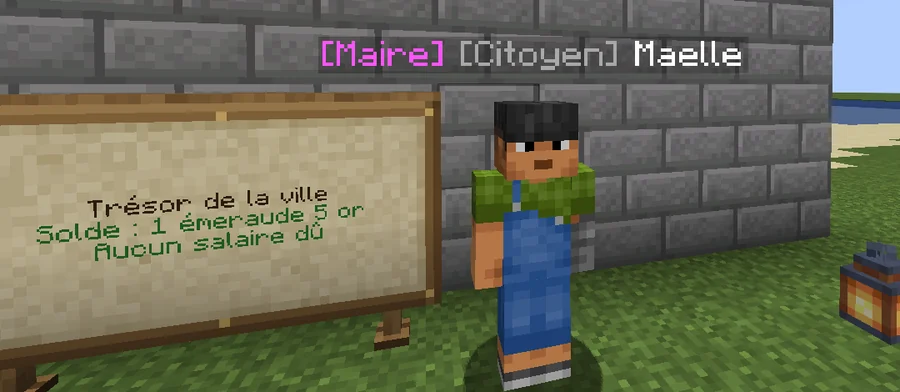 [Maire] [Citoyen] Maelle
Trésor de la ville
Solde : 1 émeraude 5 or
Aucun salaire dû